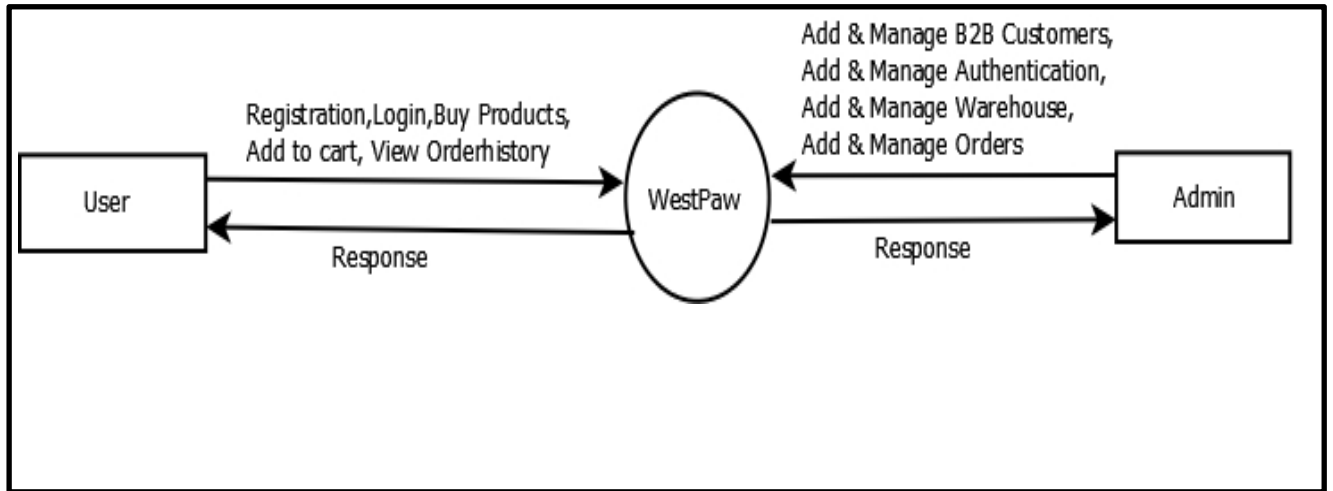 Add & Manage B2B Customers,
Add & Manage Authentication,
Add & Manage Warehouse,
Add & Manage Orders
Registration,Login,Buy Products,
Add to cart, View Orderhistory
User
WestPaw
Admin
Response
Response